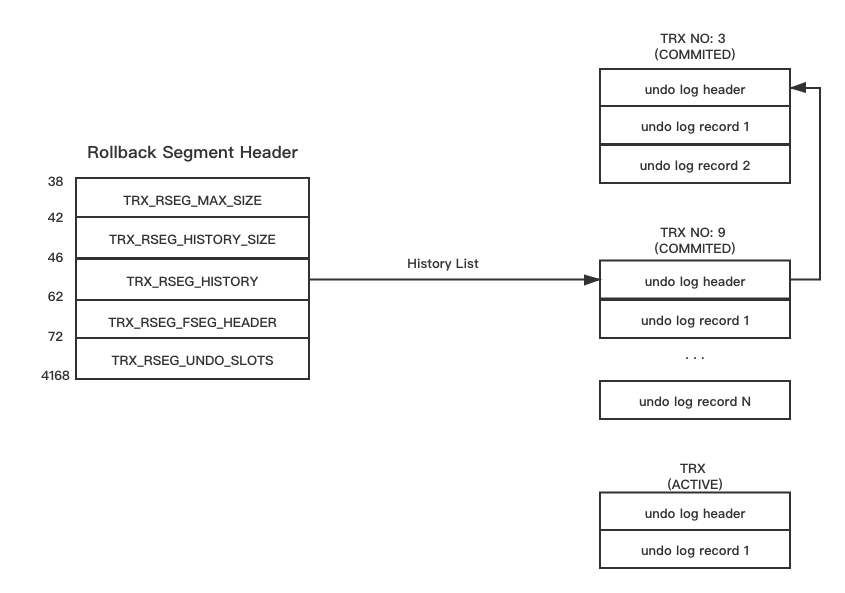 Rollback Segment Header
38
TRX_RSEG_MAX_SIZE
42
TRX_RSEG_HISTORY_SIZE
46
TRX_RSEG_HISTORY
62
TRX_RSEG_FSEG_HEADER
72
TRX_RSEG_UNDO_SLOTS
4168
History List
TRX NO: 3
(COMMITED)
undo log header
undo log record 1
undo log record 2
TRX NO: 9
(COMMITED)
undo log header
undo log record 1
...
undo log record N
TRX
(ACTIVE)
undo log header
undo log record 1